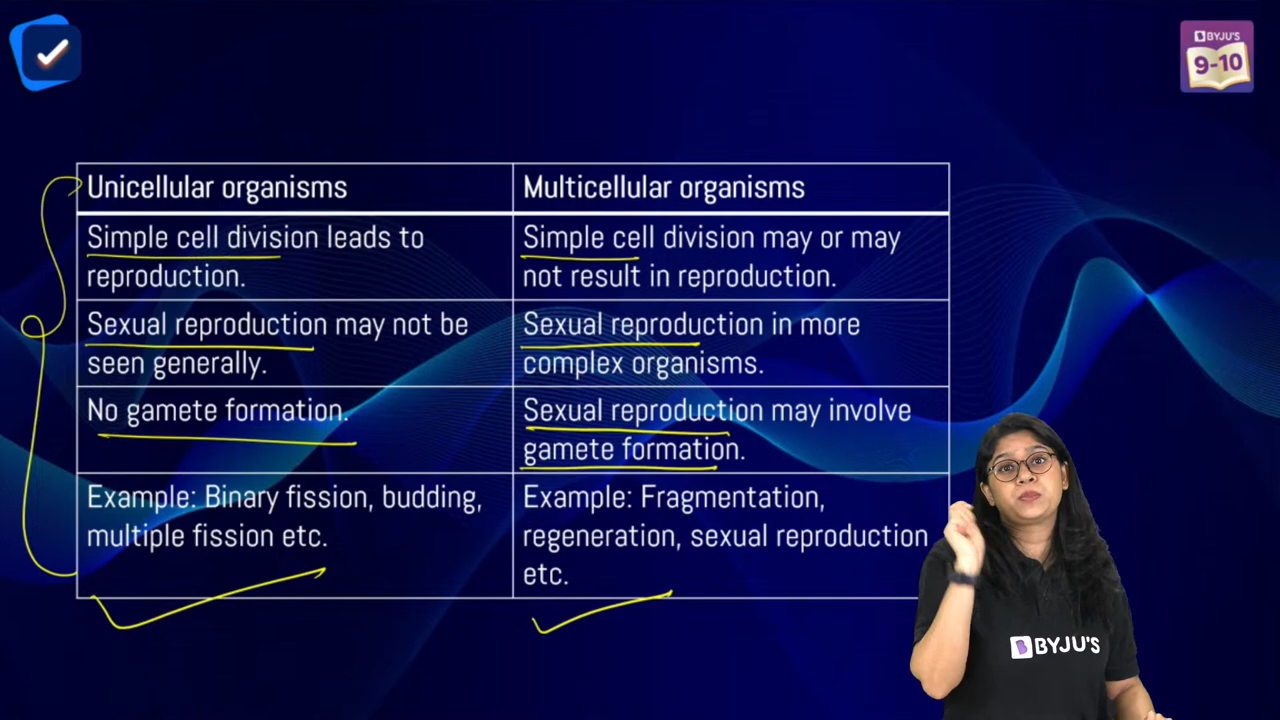 BYJU'S
9-10
Unicellular organisms
Multicellular organisms
Simple cell division leads to
reproduction.
Simple cell division may or may
not result in reproduction.
Sexual reproduction may not be
seen generally.
Sexual reproduction in more
complex organisms.
No gamete formation.
Sexual reproduction may involve
gamete formation.
Example: Binary fission, budding,
multiple fission etc.
Example: Fragmentation,
regeneration, sexual reproduction
etc.
BYJU'S